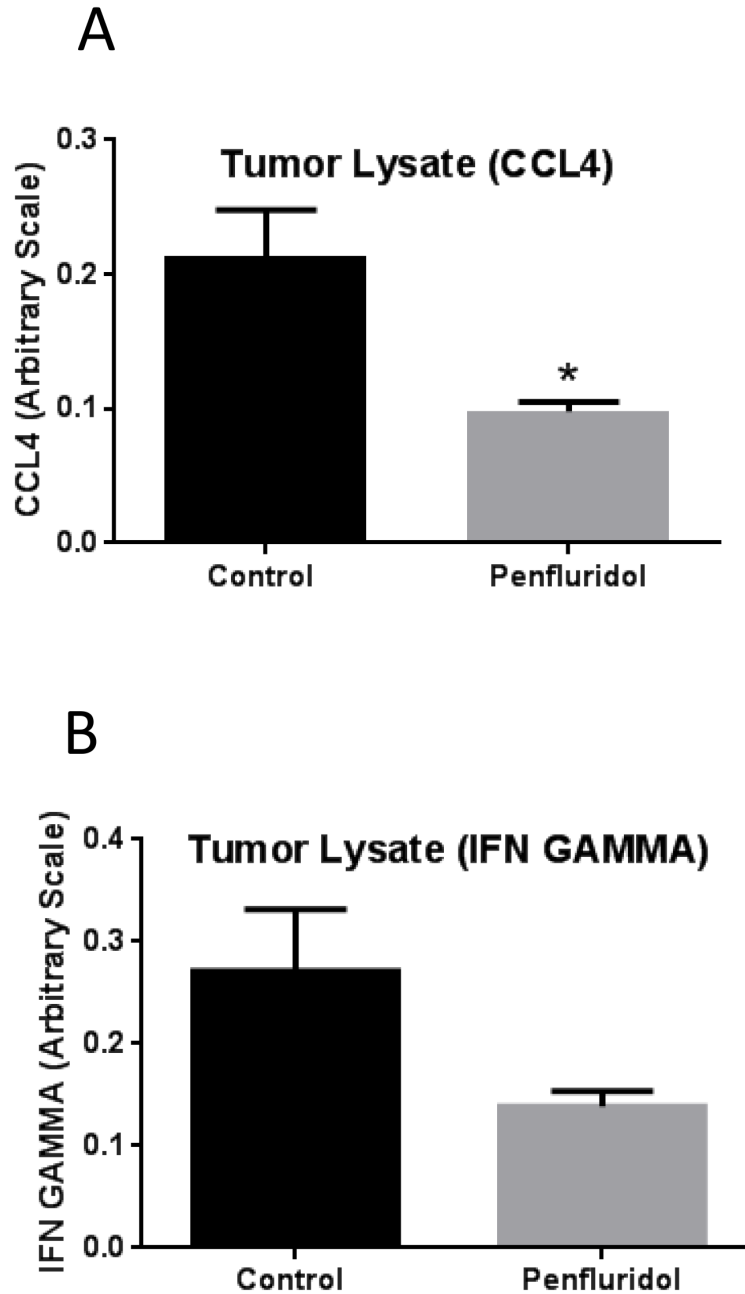 A
Tumor Lysate (CCL4)
CCL4 (Arbitrary Scale)
0.3
0.2
0.1
0.0
*
Control Penfluridol
B
Tumor Lysate (IFN GAMMA)
IFN GAMMA (Arbitrary Scale)
0.4
0.3
0.2
0.1
0.0
Control Penfluridol